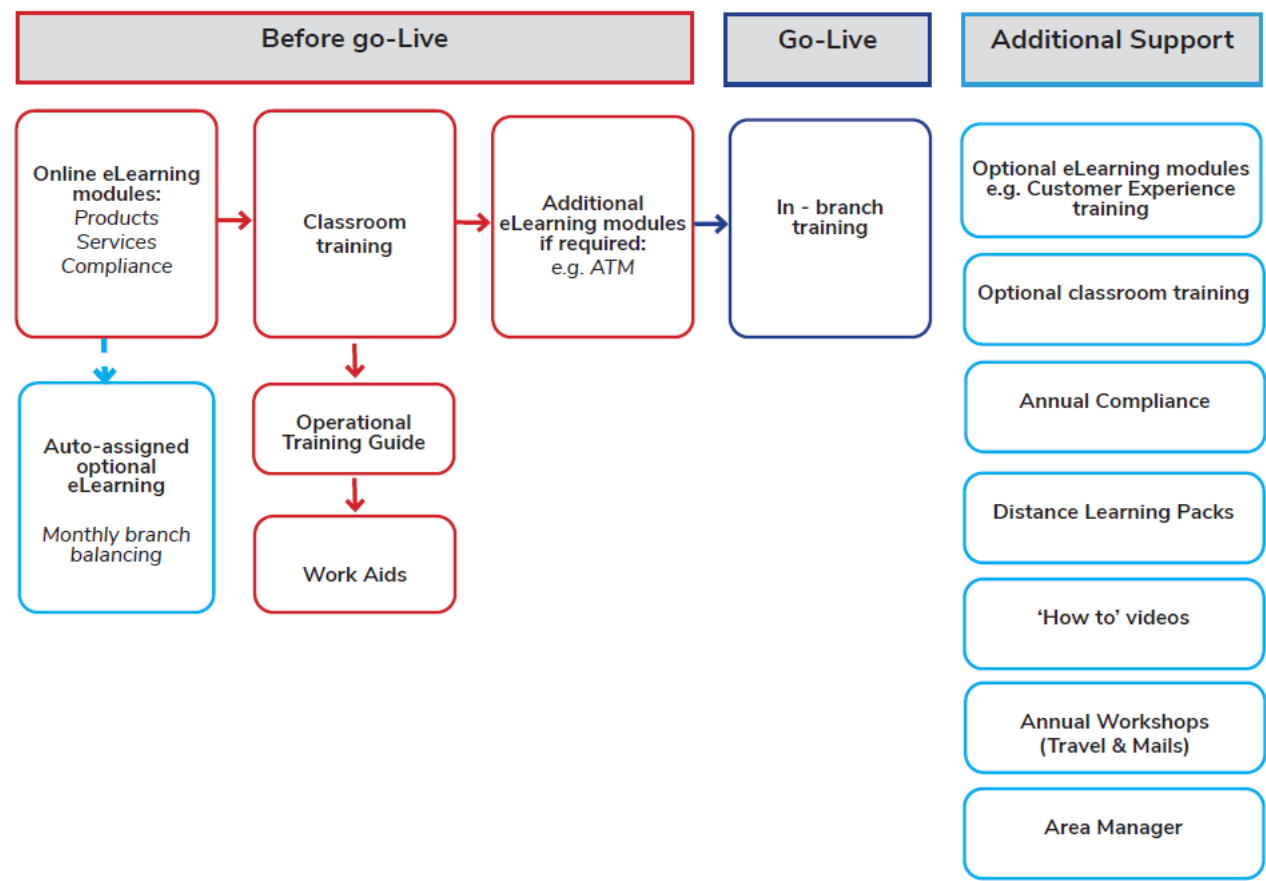 Before go-Live
Go-Live
Additional Support
Online eLearning
modules:
Products
Services
Compliance
Classroom
training
Additional
eLearning modules
if required:
e.g. ATM
In - branch
training
Auto-assigned
optional
eLearning
Monthly branch
balancing
Operational
Training Guide
Work Aids
Optional eLearning modules
e.g. Customer Experience
training
Optional classroom training
Annual Compliance
Distance Learning Packs
‘How to’ videos
Annual Workshops
(Travel & Mails)
Area Manager